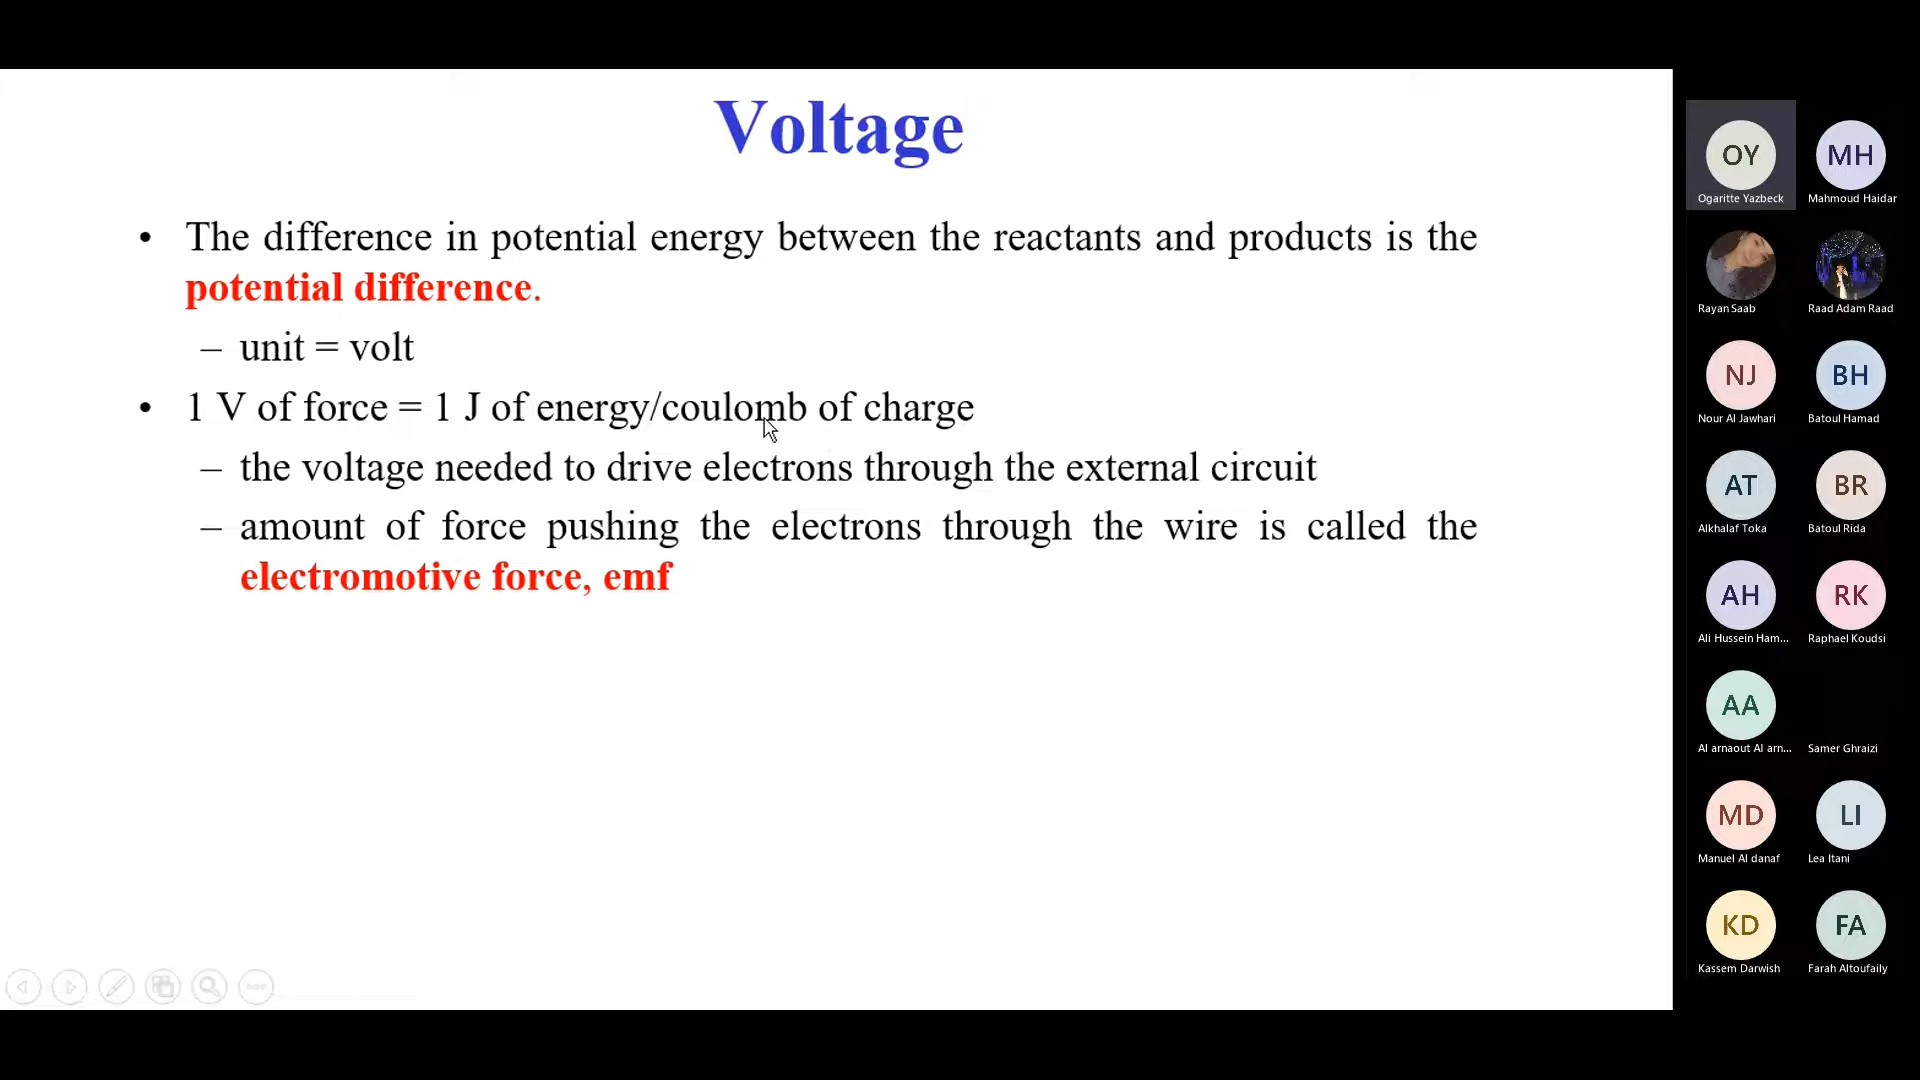 Voltage
• The difference in potential energy between the reactants and products is the
potential difference.
– unit = volt
• 1 V of force = 1 J of energy/coulomb of charge
– the voltage needed to drive electrons through the external circuit
– amount of force pushing the electrons through the wire is called the
electromotive force, emf
OY MH
Ogaritte Yazbeck Mahmoud Haidar
Rayan Saab Raad Adam Raad
NJ BH
Nour Al Jawhari Batoul Hamad
AT BR
Alkhalaf Toka Batoul Rida
AH RK
Ali Hussein Ham... Raphael Koudsi
AA
Al arnaout Al arn... Samer Ghraizi
MD LI
Manuel Al danaf Lea Itani
KD FA
Kassem Darwish Farah Altoufaily